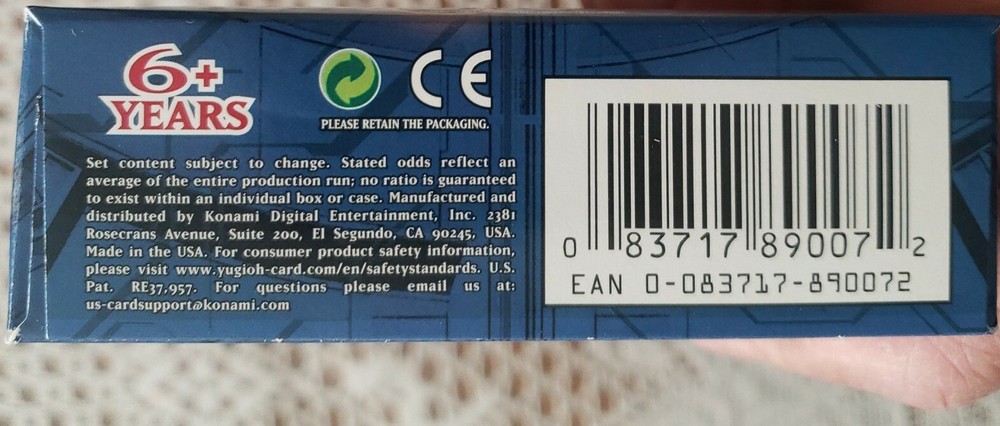 6+
YEARS
CE
PLEASE RETAIN THE PACKAGING.
Set content subject to change. Stated odds reflect an
average of the entire production run; no ratio is guaranteed
to exist within an individual box or case. Manufactured and
distributed by Konami Digital Entertainment, Inc. 2381
Rosecrans Avenue, Suite 200, El Segundo, CA 90245, USA.
Made in the USA. For consumer product safety information,
please visit www.yugioh-card.com/en/safetystandards. U.S.
Pat. RE37,957. For questions please email us at:
us-cardsupport@konami.com
0 83717 89007 2
EAN 0-083717-890072